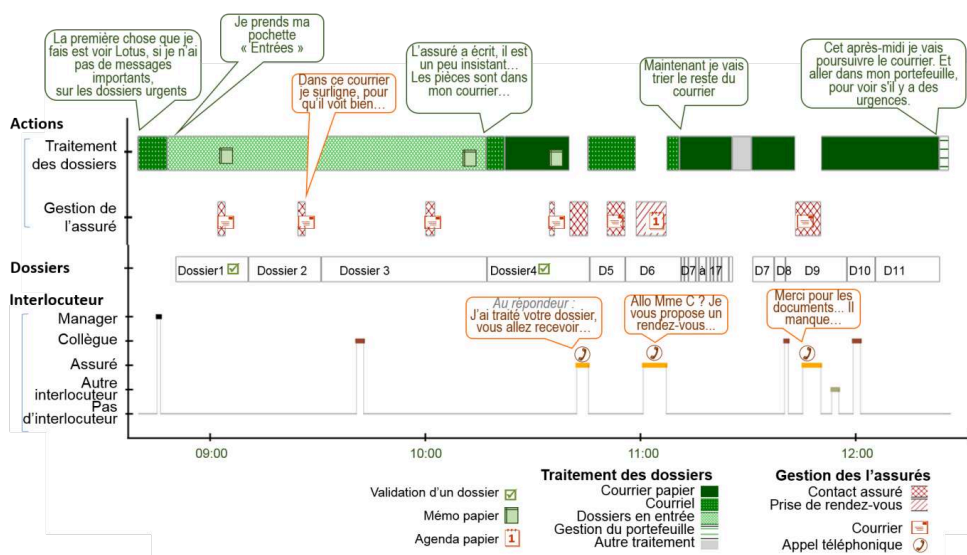 La première chose que je
fais est voir Lotus, si je n'ai
pas de messages
importants,
sur les dossiers urgents
Je prends ma
pochette
« Entrées »
Dans ce courrier
je surligne, pour
qu'il voit bien…
L'assuré a écrit, il est
un peu insistant…
Les pièces sont dans
mon courrier…
Maintenant je vais
trier le reste du
courrier
Cet après-midi je vais
poursuivre le courrier. Et
aller dans mon portefeuille,
pour voir s'il y a des
urgences.
Actions
Traitement
des dossiers
Gestion de
l'assuré
1
Dossiers
Dossier1
Dossier 2
Dossier 3
Dossier4
D5
D6
D7 à 17
D7
D8
D9
D10
D11
Interlocuteur
Manager
Collègue
Assuré
Autre
interlocuteur
Pas
d'interlocuteur
Au répondeur :
J'ai traité votre dossier,
vous allez recevoir…
Allo Mme C ? Je
vous propose un
rendez-vous...
Merci pour les
documents... Il
manque…
09:00
10:00
11:00
12:00
Validation d'un dossier
Mémo papier
Agenda papier
1
Traitement des dossiers
Courrier papier
Courriel
Dossiers en entrée
Gestion du portefeuille
Autre traitement
Gestion des l'assurés
Contact assuré
Prise de rendez-vous
Courrier
Appel téléphonique